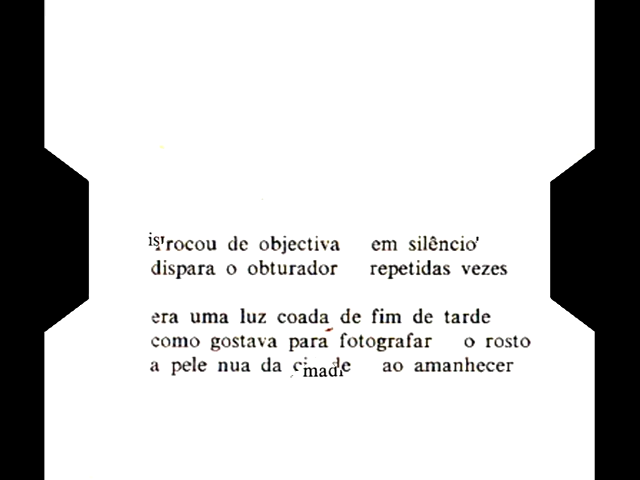 trocou de objectiva em silêncio
dispara o obturador repetidas vezes
era uma luz coada de fim de tarde
como gostava para fotografar o rosto
a pele nua da ao amanhecer